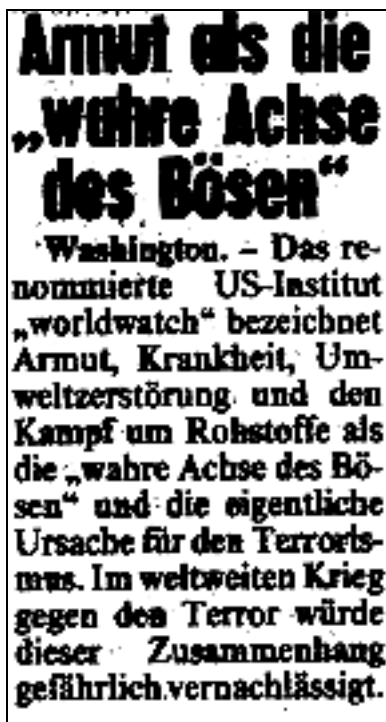 Armut als die
„wahre Achse
des Bösen“
Washington. – Das re-
nommierte US-Institut
„worldwatch“ bezeichnet
Armut, Krankheit, Um-
weltzerstörung und den
Kampf um Rohstoffe als
die „wahre Achse des Bö-
sen“ und die eigentliche
Ursache für den Terroris-
mus. Im weltweiten Krieg
gegen den Terror würde
dieser Zusammenhang
gefährlich vernachlässigt.